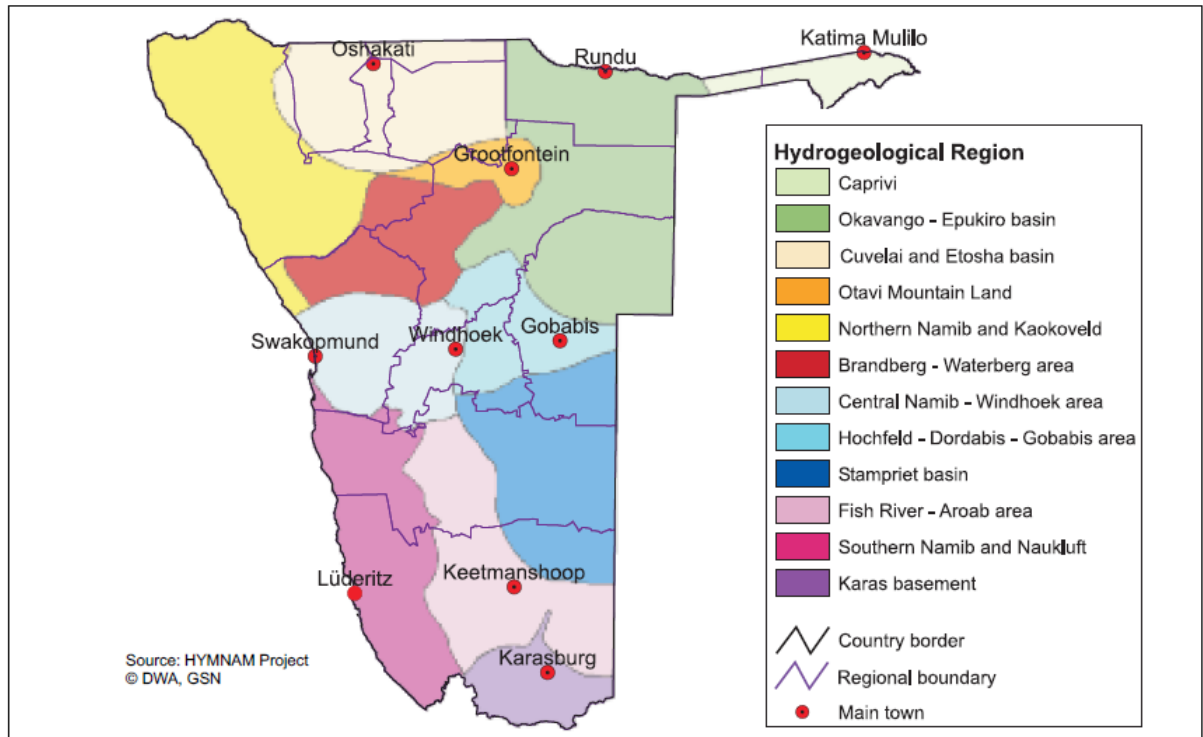 Katima Mulilo
Oshakati
Rundu
Grootfontein
Swakopmund
Windhoek
Gobabis
Lüderitz
Keetmanshoop
Karasburg
Source: HYMNAM Project
© DWA, GSN
Hydrogeological Region
Caprivi
Okavango - Epukiro basin
Cuvelai and Etosha basin
Otavi Mountain Land
Northern Namib and Kaokoveld
Brandberg - Waterberg area
Central Namib - Windhoek area
Hochfeld - Dordabis - Gobabis area
Stampriet basin
Fish River - Aroab area
Southern Namib and Naukluft
Karas basement
Country border
Regional boundary
Main town